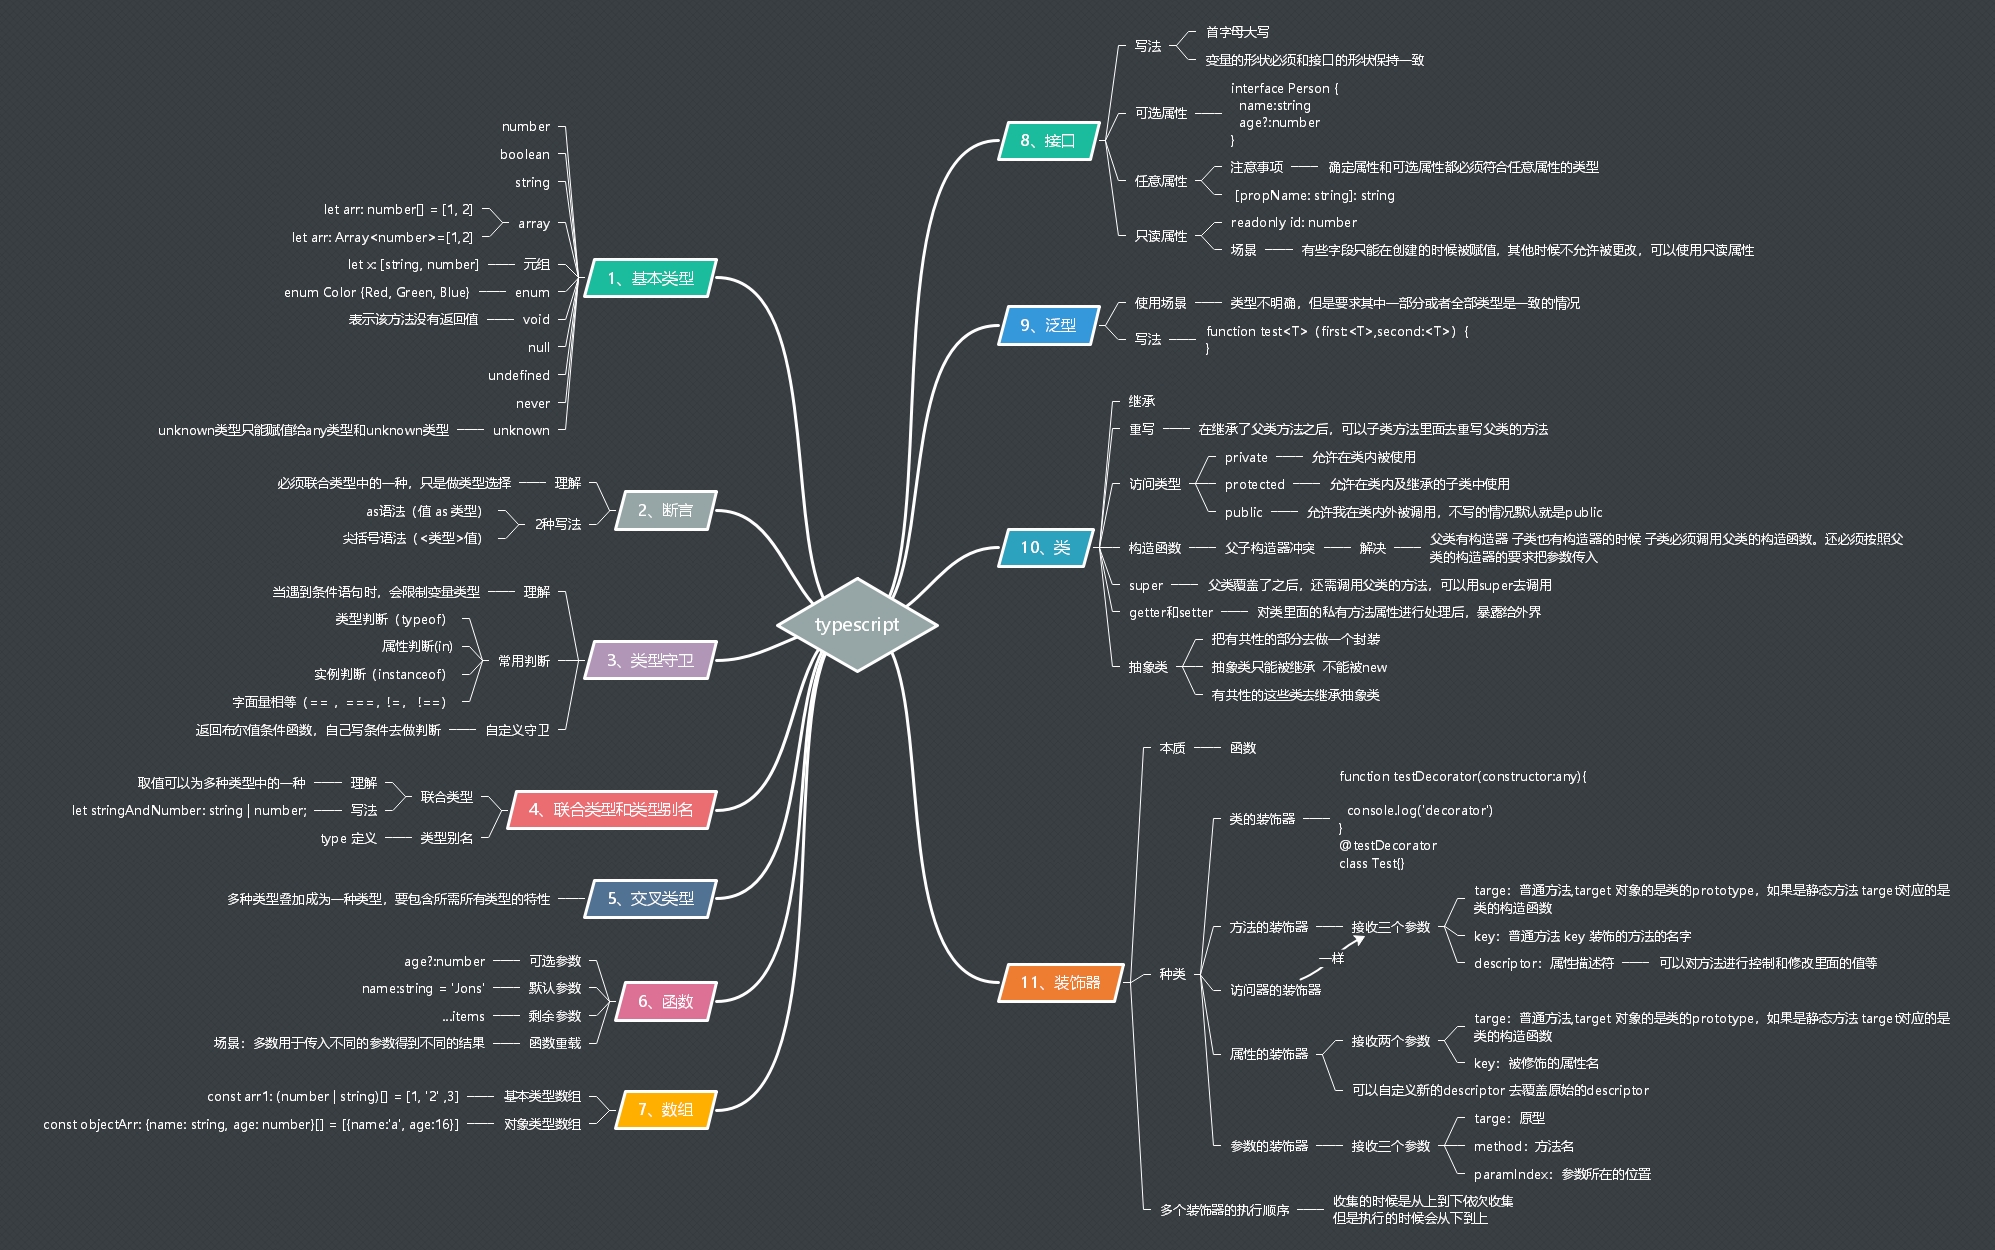 typescript
1、基本类型
number
boolean
string
array
let arr: number[] = [1, 2]
let arr: Array<number>=[1,2]
元组
let x: [string, number]
enum
enum Color {Red, Green, Blue}
void
表示该方法没有返回值
null
undefined
never
unknown
unknown类型只能赋值给any类型和unknown类型
2、断言
理解
必须联合类型中的一种，只是做类型选择
2种写法
as语法（值 as 类型）
尖括号语法（<类型>值）
3、类型守卫
理解
当遇到条件语句时，会限制变量类型
常用判断
类型判断（typeof）
属性判断(in)
实例判断（instanceof）
字面量相等（== ，===, !=， !==）
自定义守卫
返回布尔值条件函数，自己写条件去做判断
4、联合类型和类型别名
联合类型
理解
取值可以为多种类型中的一种
写法
let stringAndNumber: string | number;
类型别名
type 定义
5、交叉类型
多种类型叠加成为一种类型，要包含所需所有类型的特性
6、函数
可选参数
age?:number
默认参数
name:string = 'Jons'
剩余参数
...items
函数重载
场景：多数用于传入不同的参数得到不同的结果
7、数组
基本类型数组
const arr1: (number | string)[] = [1, '2' ,3]
对象类型数组
const objectArr: {name: string, age: number}[] = [{name:'a', age:16}]
8、接口
写法
首字母大写
变量的形状必须和接口的形状保持一致
可选属性
interface Person {
name:string
age?:number
}
任意属性
注意事项
确定属性和可选属性都必须符合任意属性的类型
[propName: string]: string
只读属性
readonly id: number
场景
有些字段只能在创建的时候被赋值，其他时候不允许被更改，可以使用只读属性
9、泛型
使用场景
类型不明确，但是要求其中一部分或者全部类型是一致的情况
写法
function test<T>（first:<T>,second:<T>）{
}
10、类
继承
重写
在继承了父类方法之后，可以子类方法里面去重写父类的方法
访问类型
private
允许在类内被使用
protected
允许在类内及继承的子类中使用
public
允许我在类内外被调用，不写的情况默认就是public
构造函数
父子构造器冲突
解决
父类有构造器 子类也有构造器的时候 子类必须调用父类的构造函数。还必须按照父
类的构造器的要求把参数传入
super
父类覆盖了之后，还需调用父类的方法，可以用super去调用
getter和setter
对类里面的私有方法属性进行处理后，暴露给外界
抽象类
把有共性的部分去做一个封装
抽象类只能被继承 不能被new
有共性的这些类去继承抽象类
11、装饰器
本质
函数
种类
类的装饰器
function testDecorator(constructor:any){
console.log('decorator')
}
@testDecorator
class Test{}
方法的装饰器
接收三个参数
targe：普通方法,target 对象的是类的prototype，如果是静态方法 target对应的是
类的构造函数
key：普通方法 key 装饰的方法的名字
descriptor：属性描述符
可以对方法进行控制和修改里面的值等
一样
访问器的装饰器
属性的装饰器
接收两个参数
targe：普通方法,target 对象的是类的prototype，如果是静态方法 target对应的是
类的构造函数
key：被修饰的属性名
可以自定义新的descriptor 去覆盖原始的descriptor
参数的装饰器
接收三个参数
targe：原型
method：方法名
paramIndex：参数所在的位置
多个装饰器的执行顺序
收集的时候是从上到下依次收集
但是执行的时候会从下到上